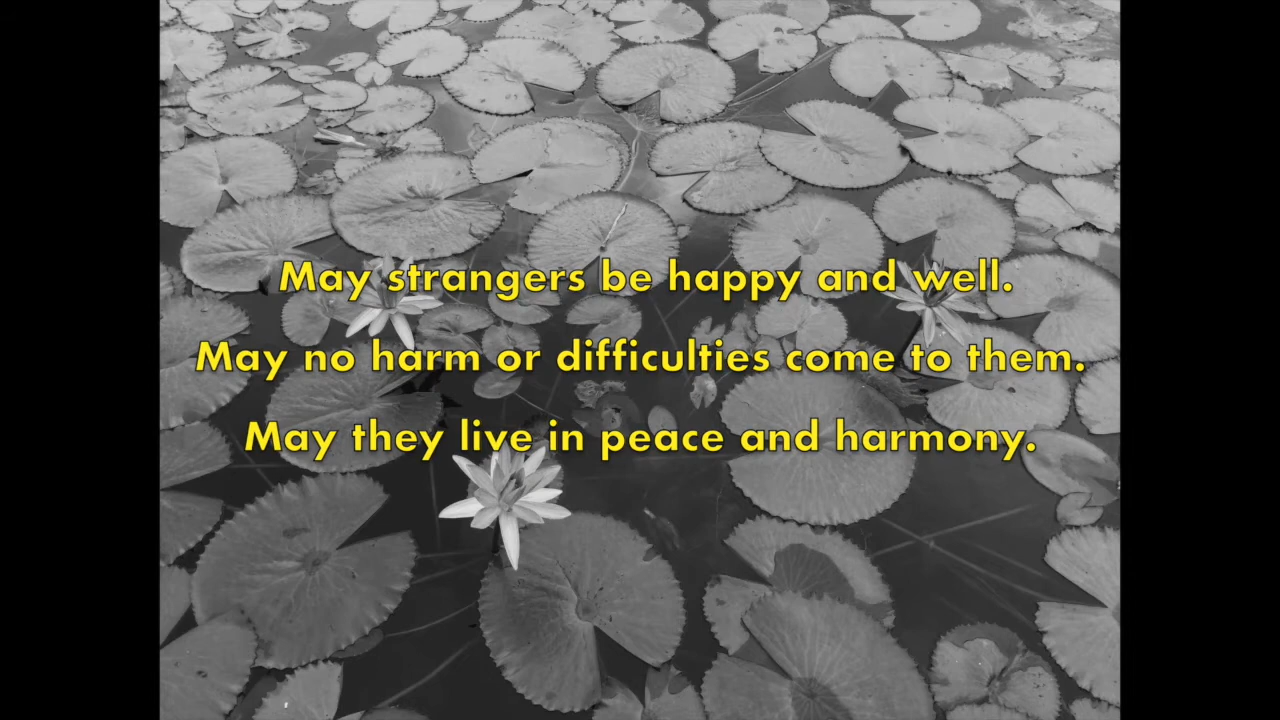 May strangers be happy and well.
May no harm or difficulties come to them.
May they live in peace and harmony.